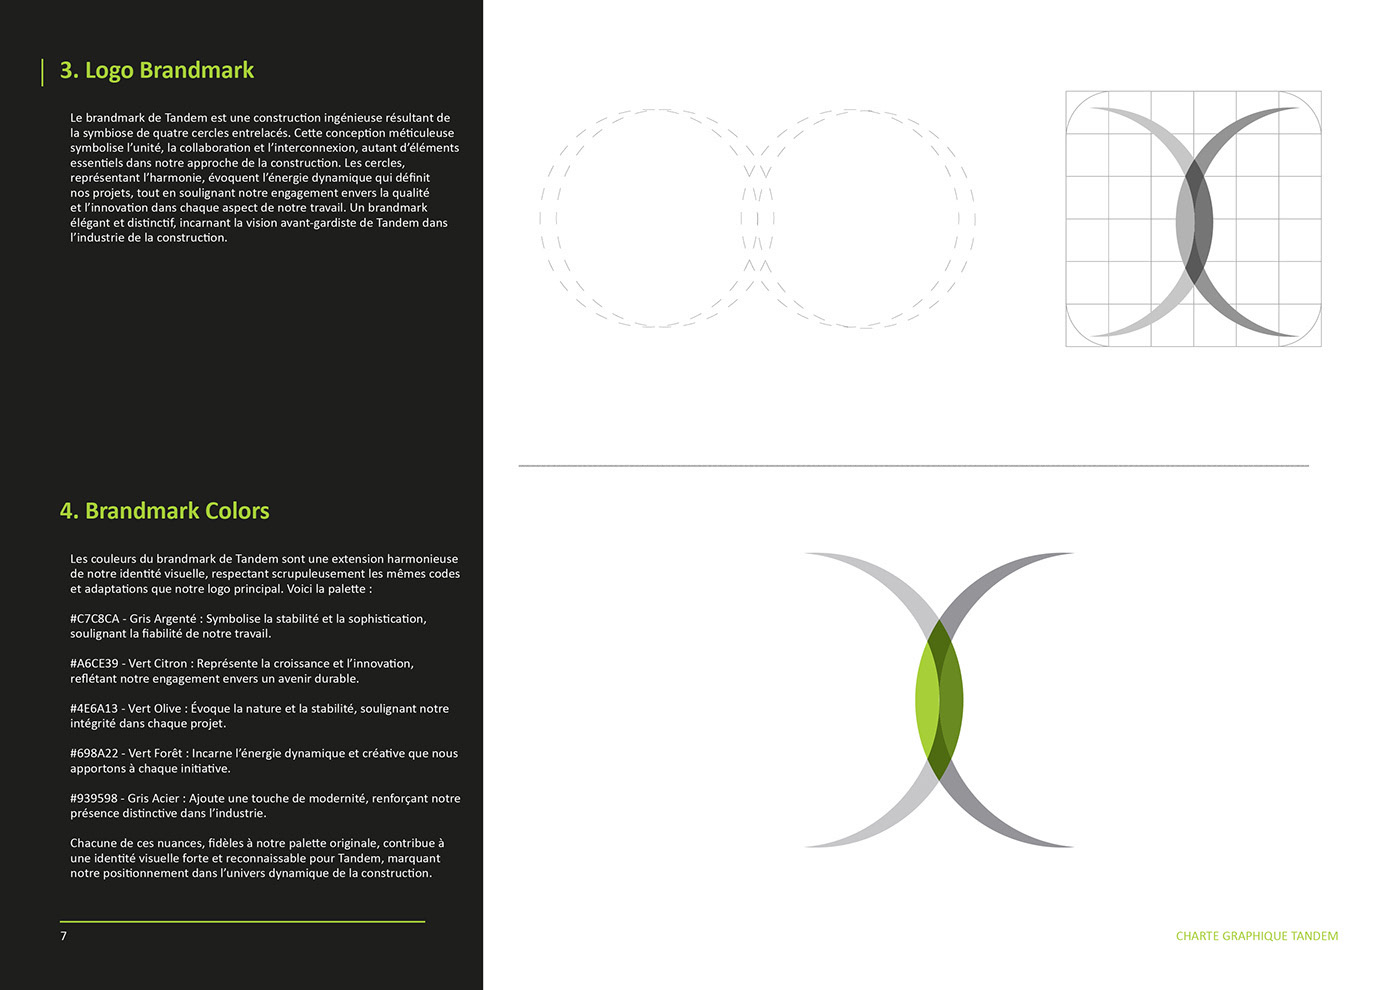 3. Logo Brandmark
Le brandmark de Tandem est une construction ingénieuse résultant de
la symbiose de quatre cercles entrelacés. Cette conception méticuleuse
symbolise l’unité, la collaboration et l’interconnexion, autant d’éléments
essentiels dans notre approche de la construction. Les cercles,
représentant l’harmonie, évoquent l’énergie dynamique qui définit
nos projets, tout en soulignant notre engagement envers la qualité
et l’innovation dans chaque aspect de notre travail. Un brandmark
élégant et distinctif, incarnant la vision avant-gardiste de Tandem dans
l’industrie de la construction.
4. Brandmark Colors
Les couleurs du brandmark de Tandem sont une extension harmonieuse
de notre identité visuelle, respectant scrupuleusement les mêmes codes
et adaptations que notre logo principal. Voici la palette :
#C7C8CA - Gris Argenté : Symbolise la stabilité et la sophistication,
soulignant la fiabilité de notre travail.
#A6CE39 - Vert Citron : Représente la croissance et l’innovation,
reflétant notre engagement envers un avenir durable.
#4E6A13 - Vert Olive : Évoque la nature et la stabilité, soulignant notre
intégrité dans chaque projet.
#698A22 - Vert Forêt : Incarne l’énergie dynamique et créative que nous
apportons à chaque initiative.
#939598 - Gris Acier : Ajoute une touche de modernité, renforçant notre
présence distinctive dans l’industrie.
Chacune de ces nuances, fidèles à notre palette originale, contribue à
une identité visuelle forte et reconnaissable pour Tandem, marquant
notre positionnement dans l’univers dynamique de la construction.
7
CHARTE GRAPHIQUE TANDEM